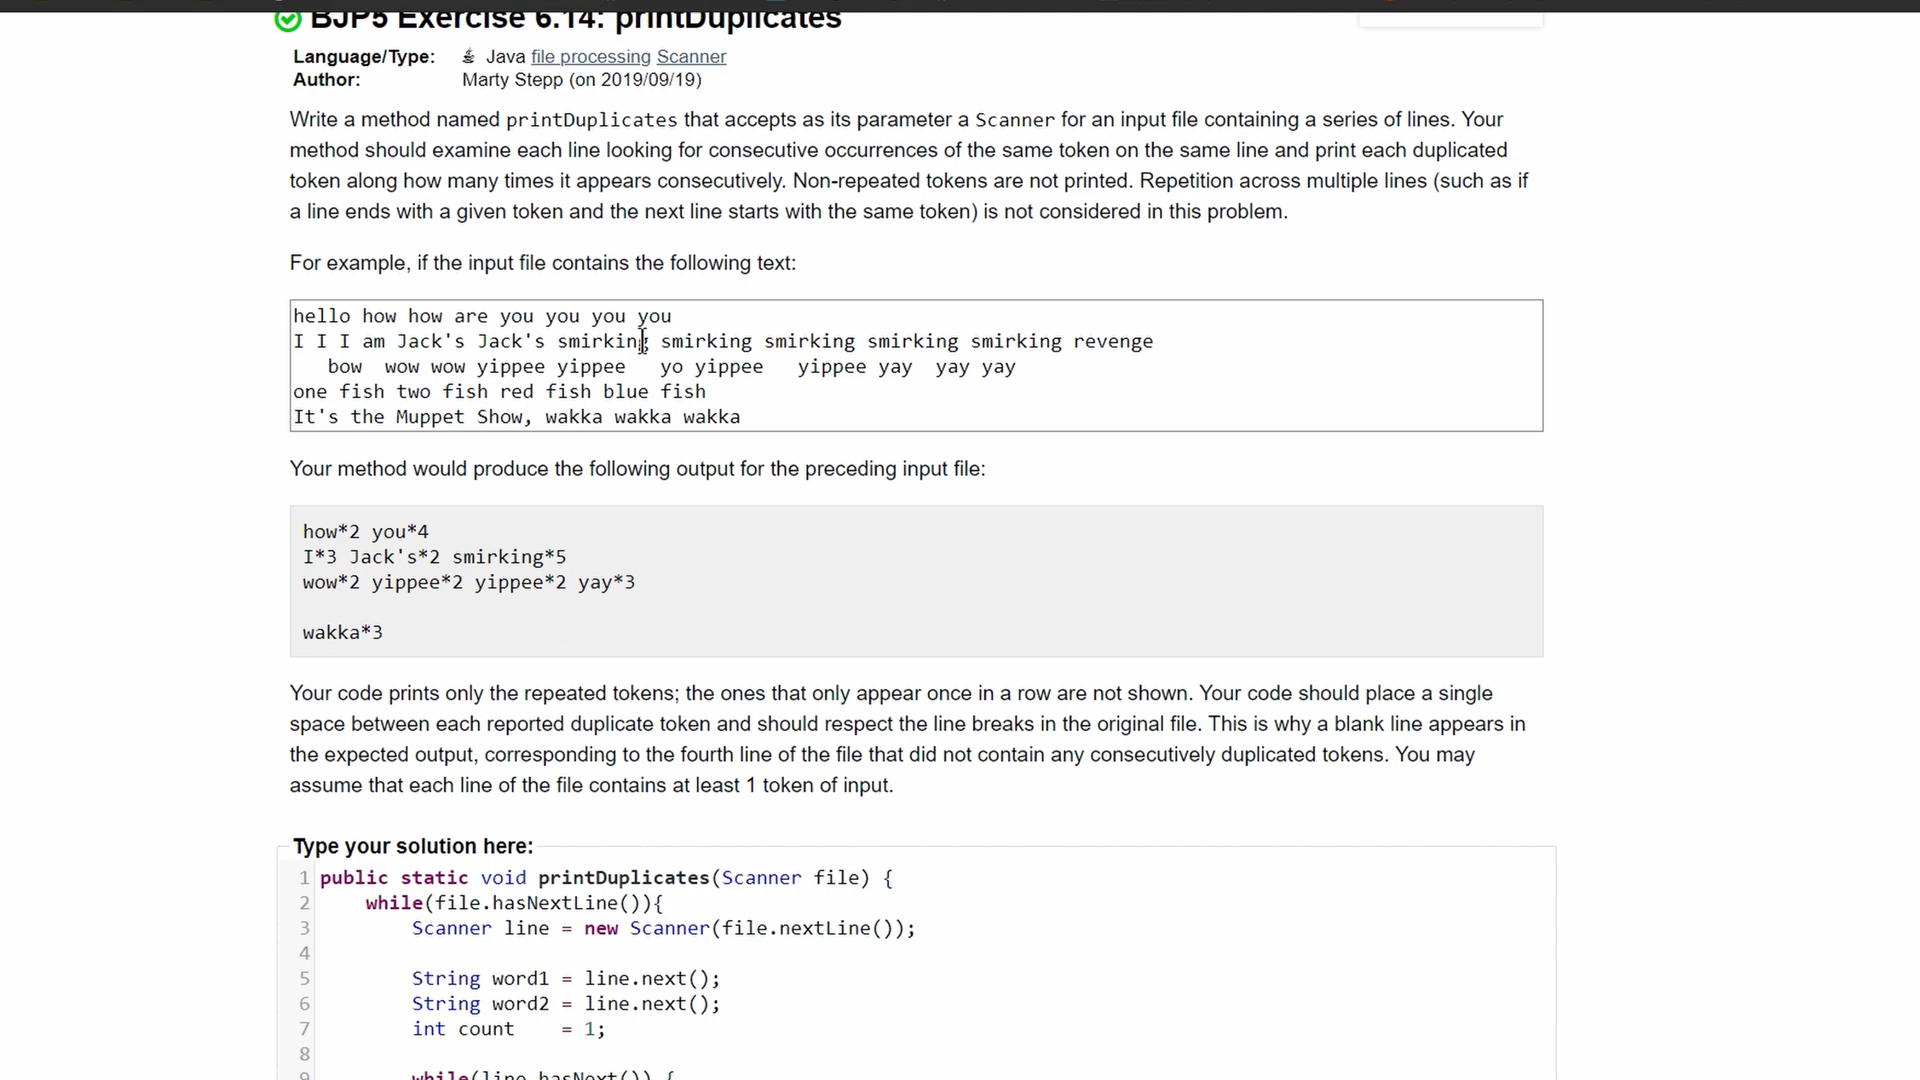 BJP5 Exercise 6.14: printDuplicates
Language/Type: Java file processing Scanner
Author: Marty Stepp (on 2019/09/19)
Write a method named printDuplicates that accepts as its parameter a Scanner for an input file containing a series of lines. Your
method should examine each line looking for consecutive occurrences of the same token on the same line and print each duplicated
token along how many times it appears consecutively. Non-repeated tokens are not printed. Repetition across multiple lines (such as if
a line ends with a given token and the next line starts with the same token) is not considered in this problem.
For example, if the input file contains the following text:
hello how how are you you you you
I I I am Jack's Jack's smirking smirking smirking smirking smirking revenge
   bow  wow wow yippee yippee   yo yippee   yippee yay  yay yay
one fish two fish red fish blue fish
It's the Muppet Show, wakka wakka wakka
Your method would produce the following output for the preceding input file:
how*2 you*4
I*3 Jack's*2 smirking*5
wow*2 yippee*2 yippee*2 yay*3
wakka*3
Your code prints only the repeated tokens; the ones that only appear once in a row are not shown. Your code should place a single
space between each reported duplicate token and should respect the line breaks in the original file. This is why a blank line appears in
the expected output, corresponding to the fourth line of the file that did not contain any consecutively duplicated tokens. You may
assume that each line of the file contains at least 1 token of input.
Type your solution here:
1 public static void printDuplicates(Scanner file) {
2     while(file.hasNextLine()){
3         Scanner line = new Scanner(file.nextLine());
4
5         String word1 = line.next();
6         String word2 = line.next();
7         int count    = 1;
8
9         while(line.hasNext()) {